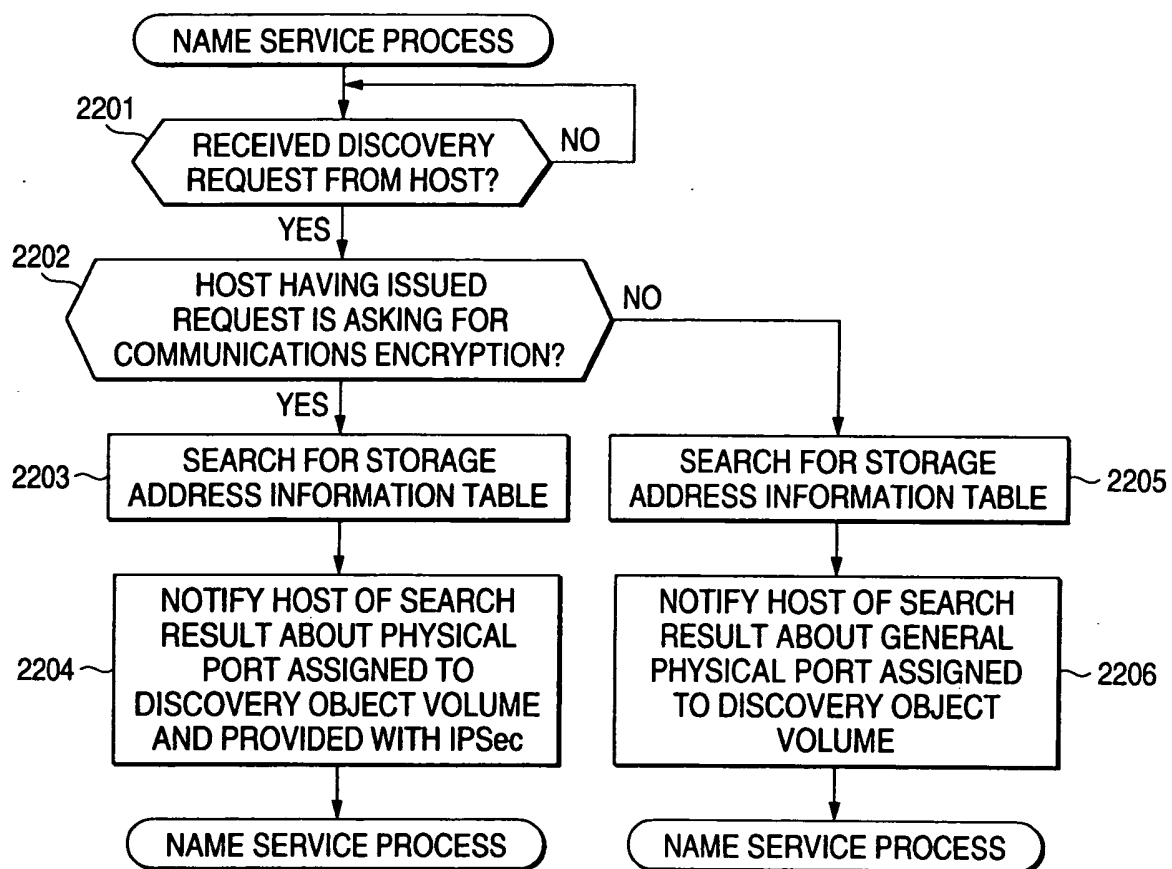 NAME SERVICE PROCESS
2201
RECEIVED DISCOVERY
REQUEST FROM HOST?
NO
YES
2202
HOST HAVING ISSUED
REQUEST IS ASKING FOR
COMMUNICATIONS ENCRYPTION?
NO
YES
2203
SEARCH FOR STORAGE
ADDRESS INFORMATION TABLE
SEARCH FOR STORAGE
ADDRESS INFORMATION TABLE
2205
2204
NOTIFY HOST OF SEARCH
RESULT ABOUT PHYSICAL
PORT ASSIGNED TO
DISCOVERY OBJECT VOLUME
AND PROVIDED WITH IPSec
NOTIFY HOST OF SEARCH
RESULT ABOUT GENERAL
PHYSICAL PORT ASSIGNED
TO DISCOVERY OBJECT
VOLUME
2206
NAME SERVICE PROCESS
NAME SERVICE PROCESS